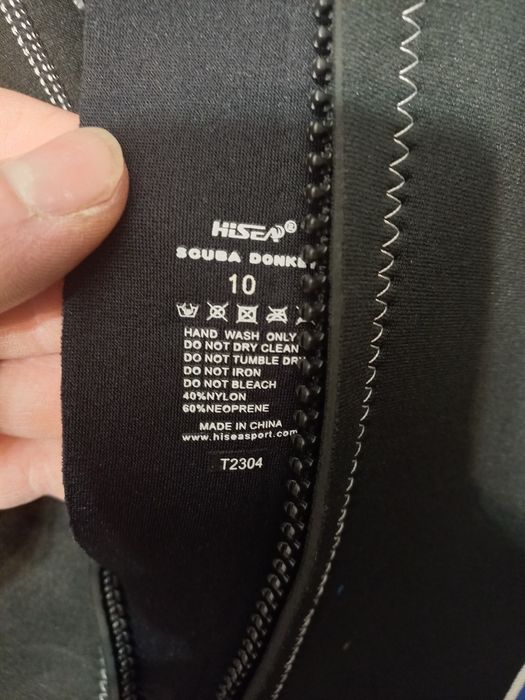 HISEA®
SCUBA
10
HAND WASH ONLY
DO NOT DRY CLEAN
DO NOT TUMBLE
DO NOT IRON
DO NOT BLEACH
40%NYLON
60%NEOPRENE
MADE IN CHINA
www.hiseasport.com
T2304